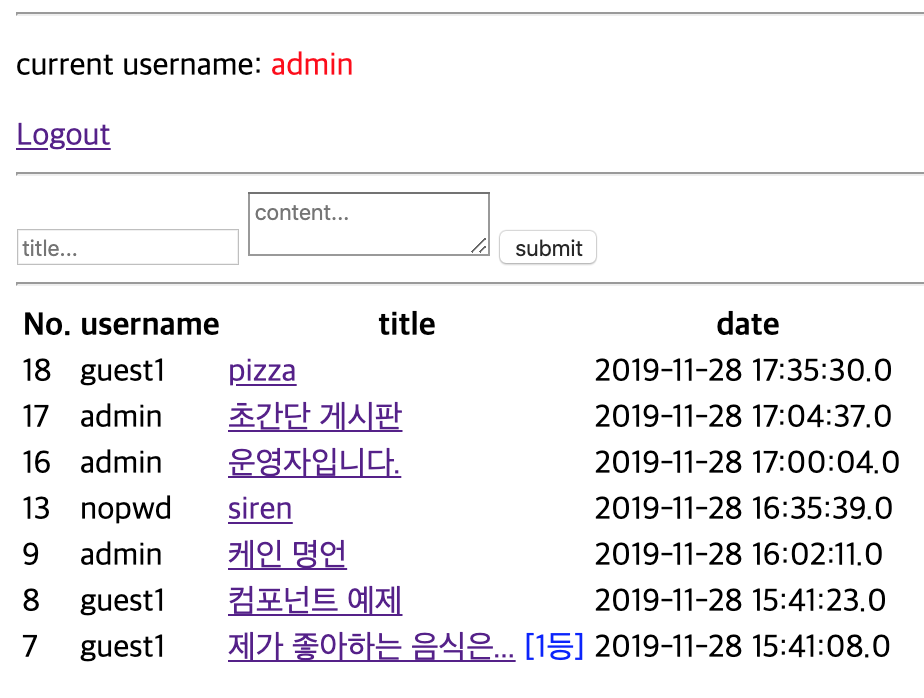 current username: admin
Logout
title... content... submit
No. username title date
18 guest1 pizza 2019-11-28 17:35:30.0
17 admin 초간단 게시판 2019-11-28 17:04:37.0
16 admin 운영자입니다. 2019-11-28 17:00:04.0
13 nopwd siren 2019-11-28 16:35:39.0
9 admin 케인 명언 2019-11-28 16:02:11.0
8 guest1 컴포넌트 예제 2019-11-28 15:41:23.0
7 guest1 제가 좋아하는 음식은... [1등] 2019-11-28 15:41:08.0